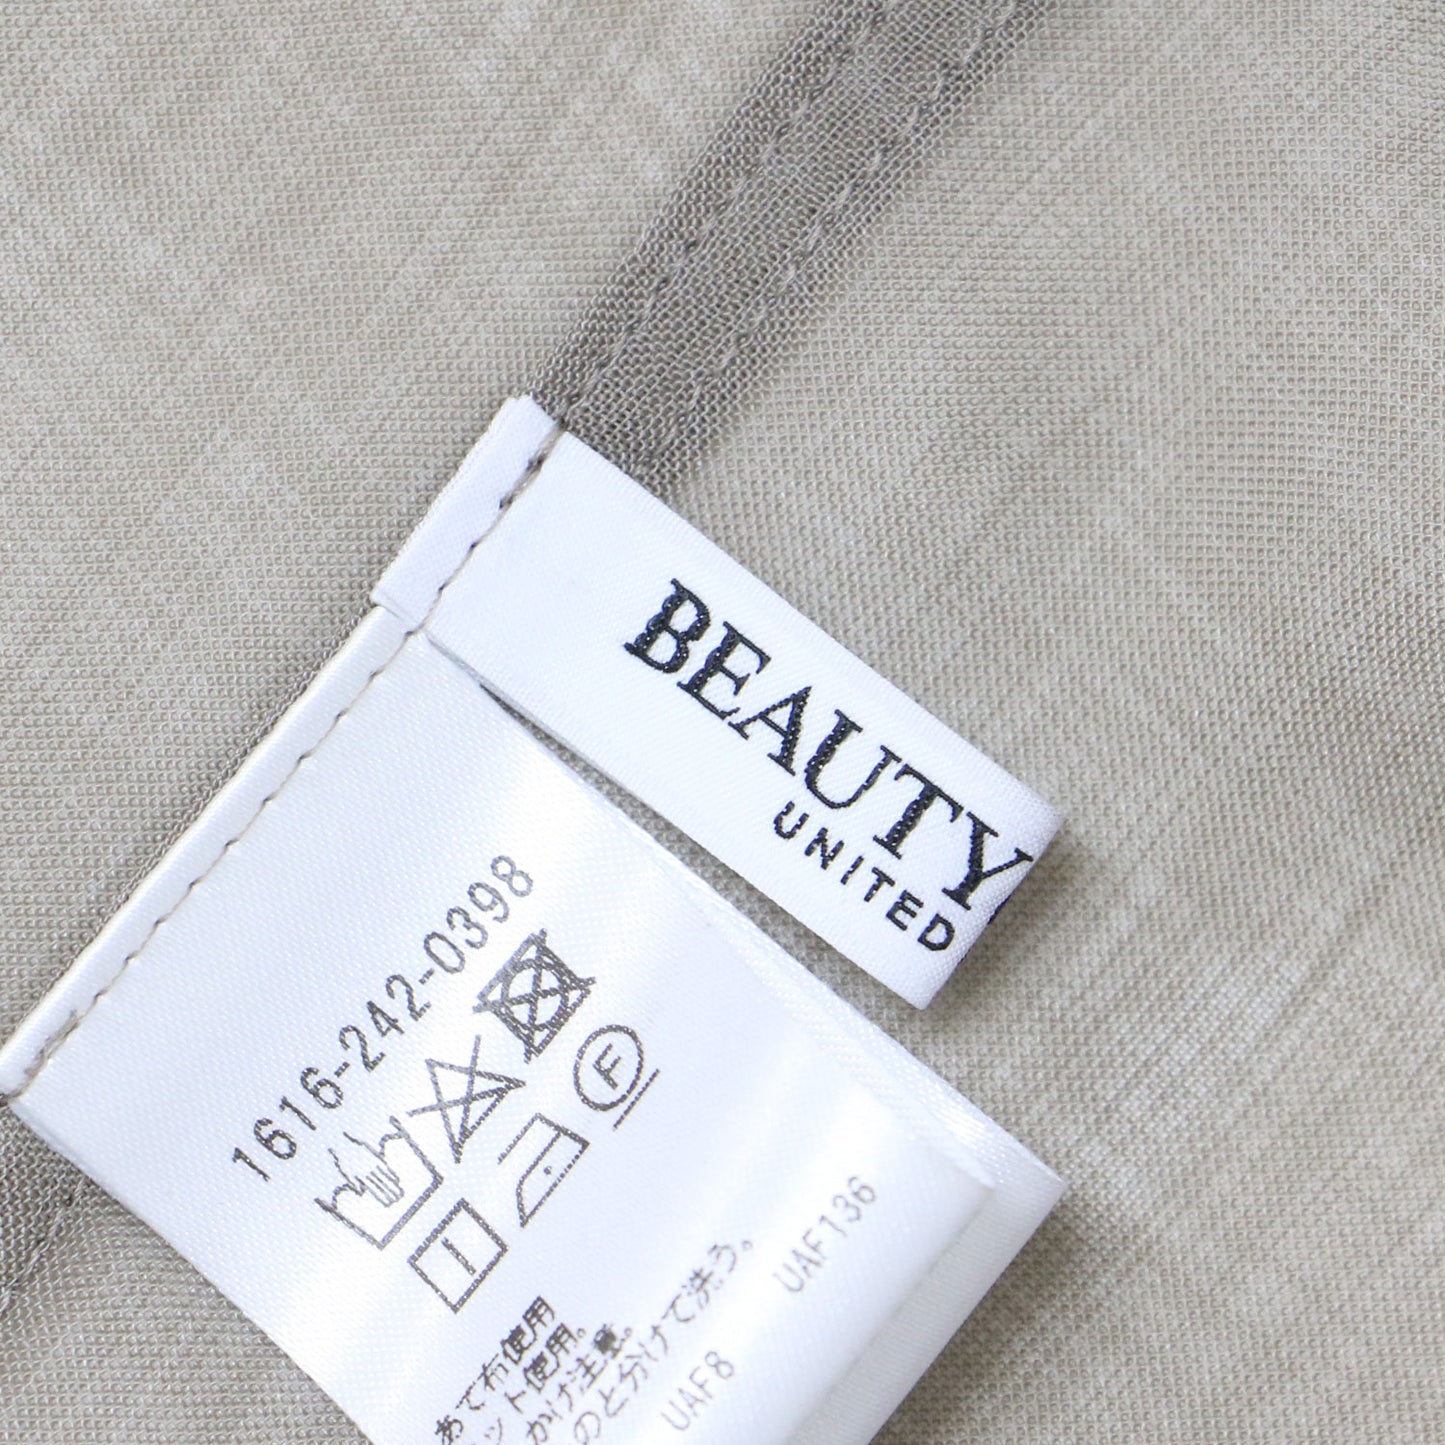 BEAUTY
UNITED
1616-242-0398
F
あて布使用
ット使用。
かけ注意。
のと分けて洗う。
UAF8
UAF136